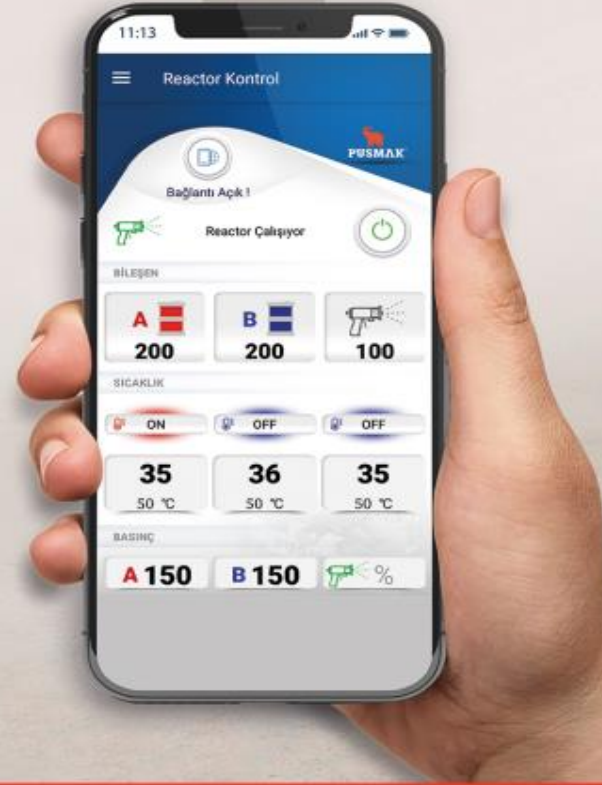 11:13
Reactor Kontrol
PUSMAK
Bağlantı Açık !
Reactor Çalışıyor
BİLEŞEN
A
B
200
200
100
SICAKLIK
ON
OFF
OFF
35
36
35
50 °C
50 °C
50 °C
BASINÇ
A 150
B 150
%